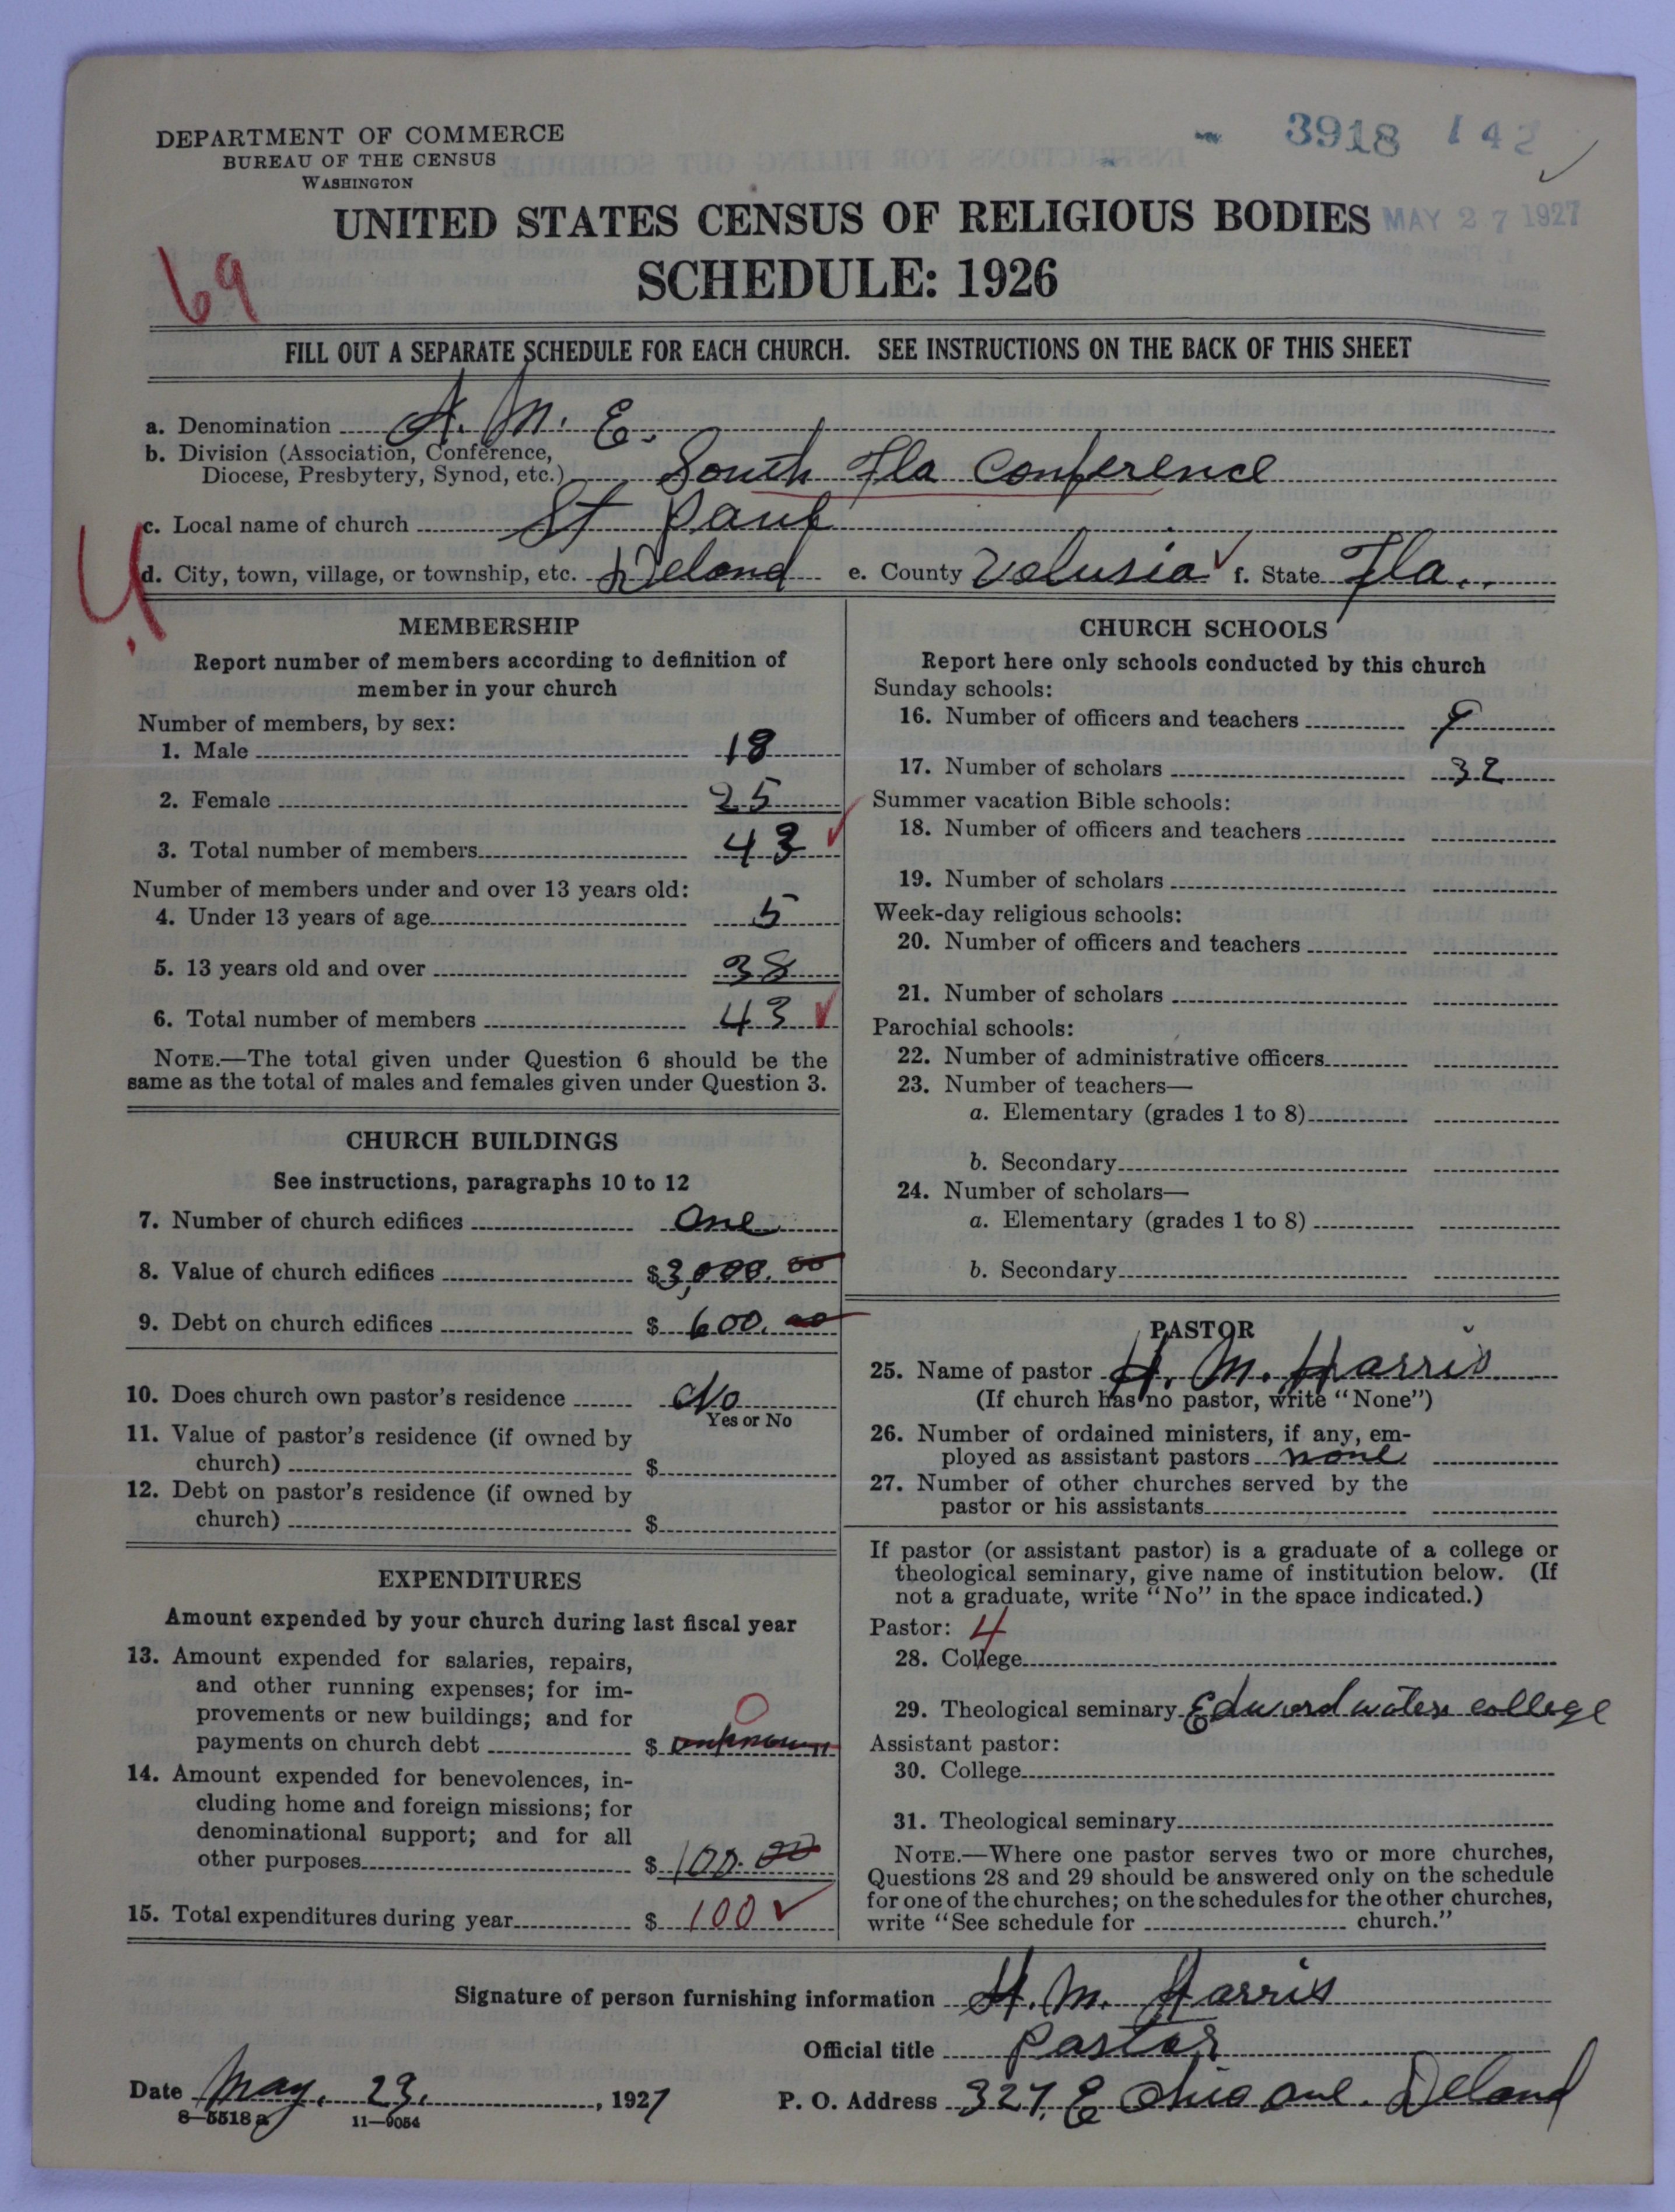 DEPARTMENT OF COMMERCE
BUREAU OF THE CENSUS
WASHINGTON
3918 142
UNITED STATES CENSUS OF RELIGIOUS BODIES
MAY 27 1927
SCHEDULE: 1926
69
FILL OUT A SEPARATE SCHEDULE FOR EACH CHURCH. SEE INSTRUCTIONS ON THE BACK OF THIS SHEET
a. Denomination A. M. E.
b. Division (Association, Conference,
Diocese, Presbytery, Synod, etc.) South Fla Conference
c. Local name of church St Paul
d. City, town, village, or township, etc. Deland e. County Volusia f. State Fla.
MEMBERSHIP
Report number of members according to definition of
member in your church
Number of members, by sex:
1. Male 18
2. Female 25
3. Total number of members 43
Number of members under and over 13 years old:
4. Under 13 years of age 5
5. 13 years old and over 38
6. Total number of members 43
NOTE.—The total given under Question 6 should be the
same as the total of males and females given under Question 3.
CHURCH BUILDINGS
See instructions, paragraphs 10 to 12
7. Number of church edifices One
8. Value of church edifices $3,000.00
9. Debt on church edifices $ 600.00
10. Does church own pastor's residence No
Yes or No
11. Value of pastor's residence (if owned by
church) $
12. Debt on pastor's residence (if owned by
church) $
EXPENDITURES
Amount expended by your church during last fiscal year
13. Amount expended for salaries, repairs,
and other running expenses; for im-
provements or new buildings; and for
0
payments on church debt $ unknown
14. Amount expended for benevolences, in-
cluding home and foreign missions; for
denominational support; and for all
other purposes $ 100.00
15. Total expenditures during year $ 100
CHURCH SCHOOLS
Report here only schools conducted by this church
Sunday schools:
16. Number of officers and teachers 9
17. Number of scholars 32
Summer vacation Bible schools:
18. Number of officers and teachers
19. Number of scholars
Week-day religious schools:
20. Number of officers and teachers
21. Number of scholars
Parochial schools:
22. Number of administrative officers
23. Number of teachers—
a. Elementary (grades 1 to 8)
b. Secondary
24. Number of scholars—
a. Elementary (grades 1 to 8)
b. Secondary
PASTOR
25. Name of pastor H. M. Harris
(If church has no pastor, write "None")
26. Number of ordained ministers, if any, em-
ployed as assistant pastors none
27. Number of other churches served by the
pastor or his assistants
If pastor (or assistant pastor) is a graduate of a college or
theological seminary, give name of institution below. (If
not a graduate, write "No" in the space indicated.)
Pastor: 4
28. College
29. Theological seminary Edward waters college
Assistant pastor:
30. College
31. Theological seminary
NOTE.—Where one pastor serves two or more churches,
Questions 28 and 29 should be answered only on the schedule
for one of the churches; on the schedules for the other churches,
write "See schedule for church."
Signature of person furnishing information H. M. Harris
Official title Pastor
Date May. 23. , 1927 P. O. Address 327. E Ohio ave. Deland
8—5518a 11—9054